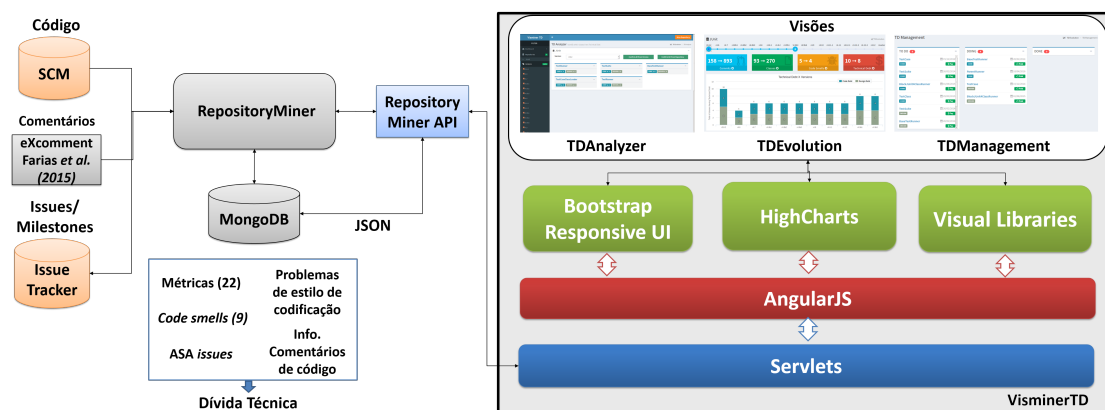 Código
SCM
Comentários
eXcomment
Farias et al.
(2015)
Issues/
Milestones
Issue
Tracker
RepositoryMiner
MongoDB
Repository
Miner API
JSON
Métricas (22)
Code smells (9)
ASA issues
Problemas
de estilo de
codificação
Info.
Comentários
de código
Dívida Técnica
Visões
TD Management
TDAnalyzer
TDEvolution
TDManagement
Bootstrap
Responsive UI
HighCharts
Visual Libraries
AngularJS
Servlets
VisminerTD